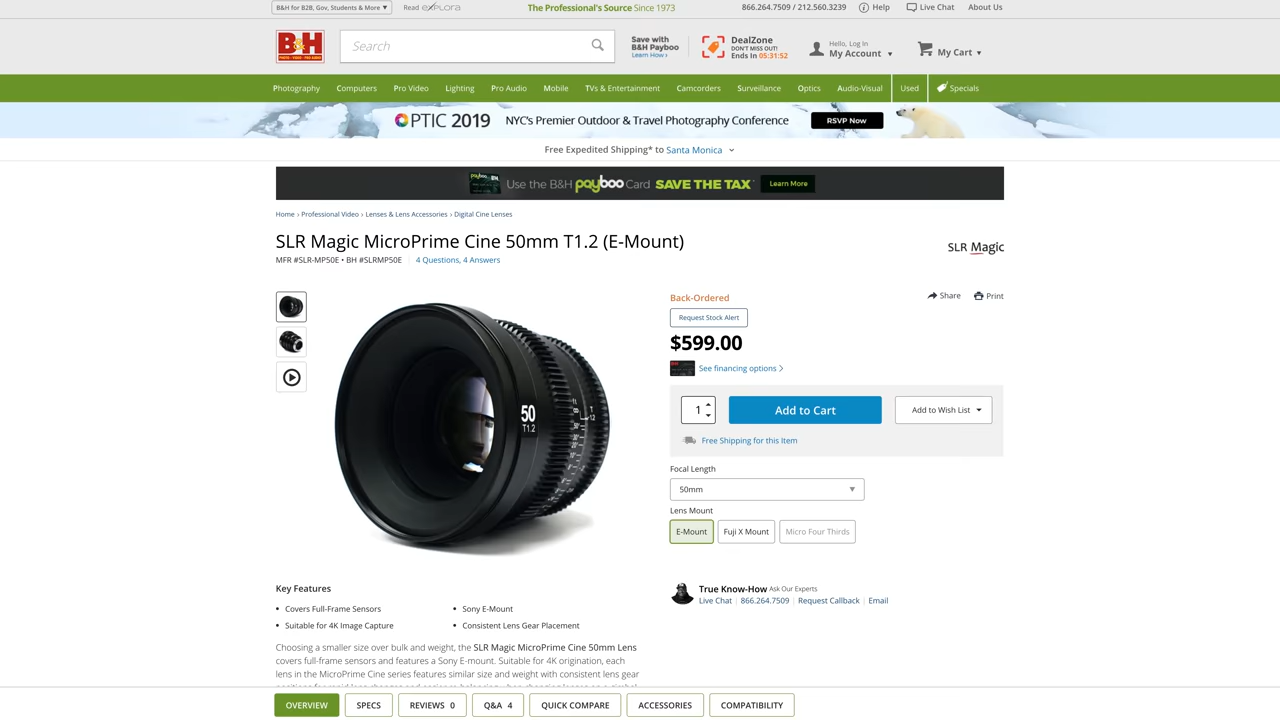 B&H for B2B, Gov, Students & More ▼
Read explora
The Professional's Source Since 1973
866.264.7509 / 212.560.3239
Help
Live Chat
About Us
B&H
PHOTO · VIDEO · PRO AUDIO
Search
Save with
B&H Payboo
Learn How ›
DealZone
DON'T MISS OUT!
Ends In 05:31:52
Hello, Log In
My Account ▼
My Cart ▼
Photography Computers Pro Video Lighting Pro Audio Mobile TVs & Entertainment Camcorders Surveillance Optics Audio-Visual Used Specials
OPTIC 2019 NYC's Premier Outdoor & Travel Photography Conference RSVP Now
Free Expedited Shipping* to Santa Monica
Use the B&H payboo Card SAVE THE TAX* Learn More
Home › Professional Video › Lenses & Lens Accessories › Digital Cine Lenses
SLR Magic MicroPrime Cine 50mm T1.2 (E-Mount)
SLR Magic
MFR #SLR-MP50E • BH #SLRMP50E
4 Questions, 4 Answers
Back-Ordered
Share
Print
Request Stock Alert
$599.00
See financing options ›
1
Add to Cart
Add to Wish List
Free Shipping for this Item
50
T1.2
Focal Length
50mm
Lens Mount
E-Mount
Fuji X Mount
Micro Four Thirds
Key Features
• Covers Full-Frame Sensors
• Sony E-Mount
• Suitable for 4K Image Capture
• Consistent Lens Gear Placement
True Know-How Ask Our Experts
Live Chat | 866.264.7509 | Request Callback | Email
Choosing a smaller size over bulk and weight, the SLR Magic MicroPrime Cine 50mm Lens
covers full-frame sensors and features a Sony E-mount. Suitable for 4K origination, each
lens in the MicroPrime Cine series features similar size and weight with consistent lens gear
OVERVIEW
SPECS
REVIEWS 0
Q&A 4
QUICK COMPARE
ACCESSORIES
COMPATIBILITY